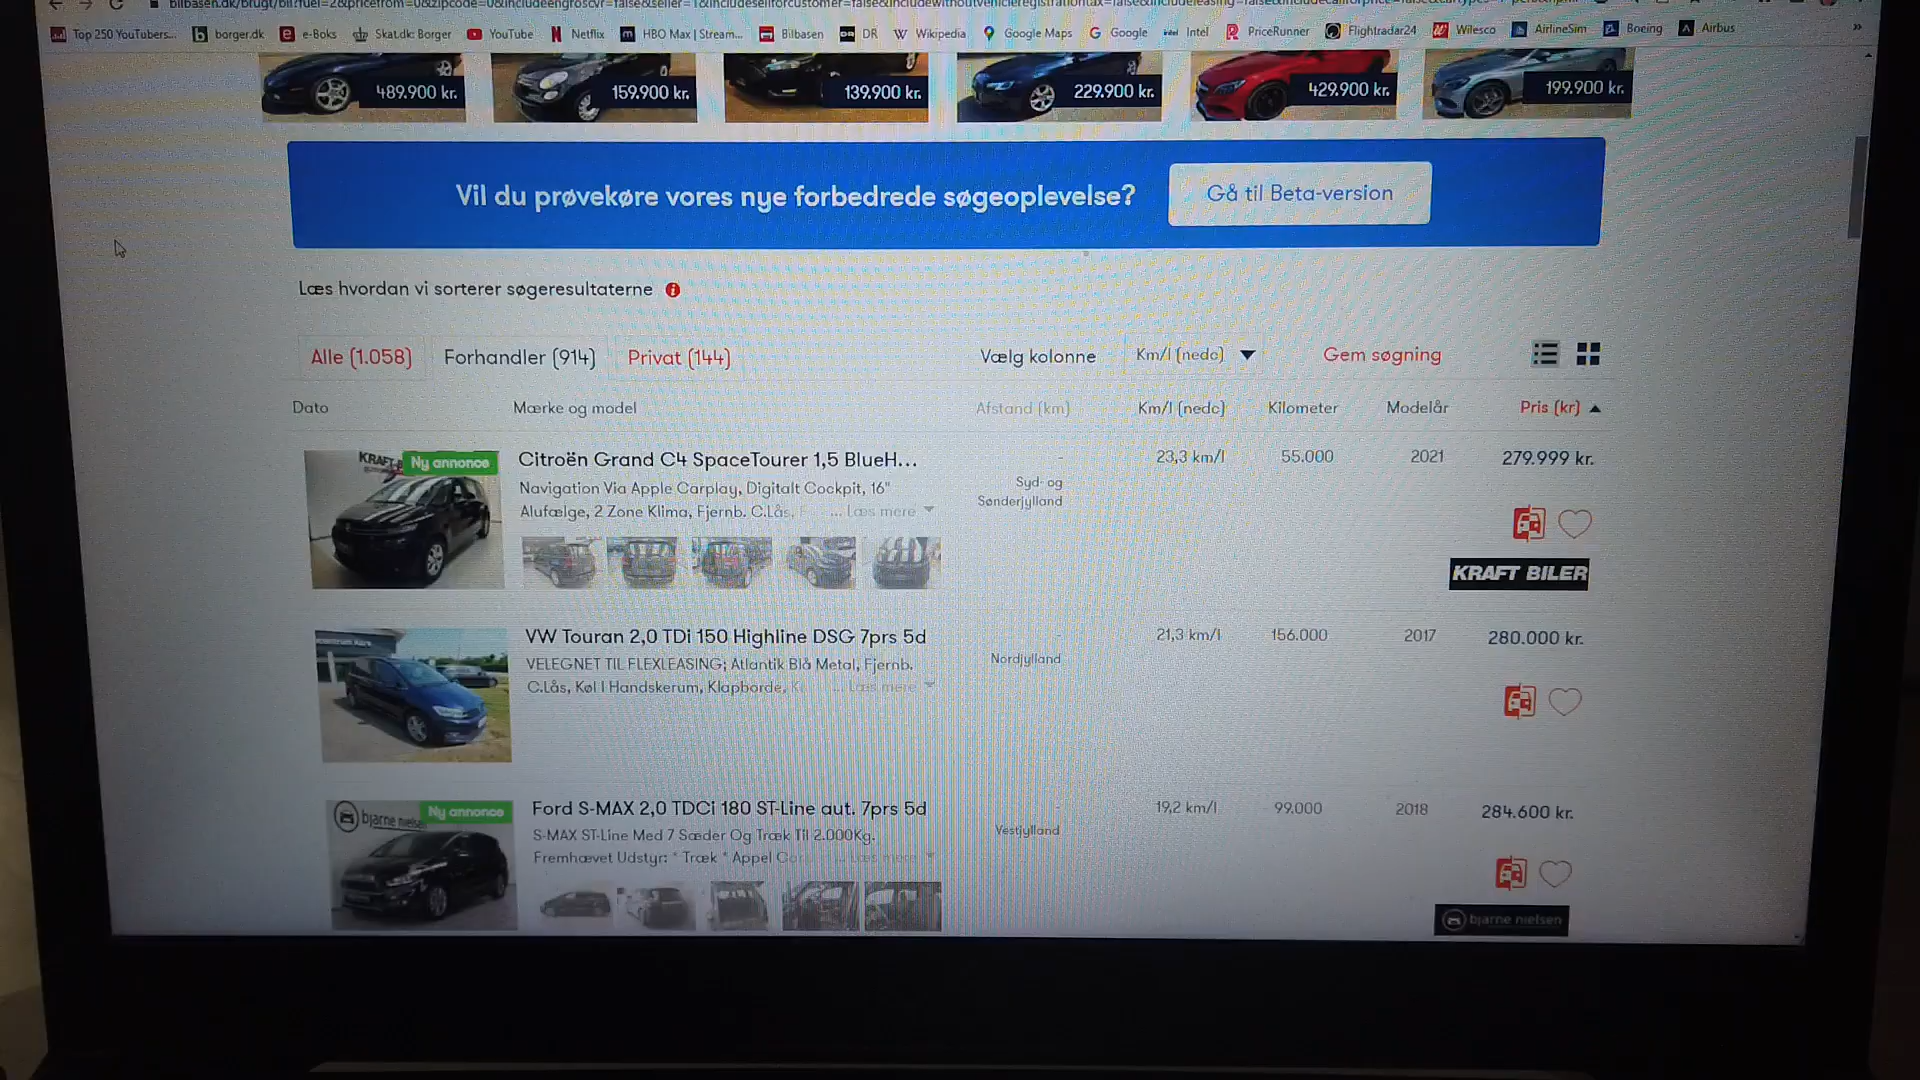 Top 250 YouTubers... borger.dk e-Boks Skat.dk: Borger YouTube Netflix HBO Max | Stream... Bilbasen DR Wikipedia Google Maps Google Intel PriceRunner Flightradar24 Wilesco AirlineSim Boeing Airbus »
489.900 kr. 159.900 kr. 139.900 kr. 229.900 kr. 429.900 kr. 199.900 kr.
Vil du prøvekøre vores nye forbedrede søgeoplevelse? Gå til Beta-version
Læs hvordan vi sorterer søgeresultaterne
Alle (1.058) Forhandler (914) Privat (144) Vælg kolonne Km/l (nedc) Gem søgning
Dato Mærke og model Afstand (km) Km/l (nedc) Kilometer Modelår Pris (kr)
Ny annonce Citroën Grand C4 SpaceTourer 1,5 BlueH... - 23,3 km/l 55.000 2021 279.999 kr.
Navigation Via Apple Carplay, Digitalt Cockpit, 16" Syd- og
Alufælge, 2 Zone Klima, Fjernb. C.Lås, F ... Læs mere Sønderjylland
KRAFT BILER
VW Touran 2,0 TDi 150 Highline DSG 7prs 5d - 21,3 km/l 156.000 2017 280.000 kr.
VELEGNET TIL FLEXLEASING; Atlantik Blå Metal, Fjernb. Nordjylland
C.Lås, Køl I Handskerum, Klapborde, ... Læs mere
bjarne nielsen Ny annonce Ford S-MAX 2,0 TDCi 180 ST-Line aut. 7prs 5d - 19,2 km/l 99.000 2018 284.600 kr.
S-MAX ST-Line Med 7 Sæder Og Træk Til 2.000Kg. Vestjylland
Fremhævet Udstyr: * Træk * Appel ... Læs mere
bjarne nielsen